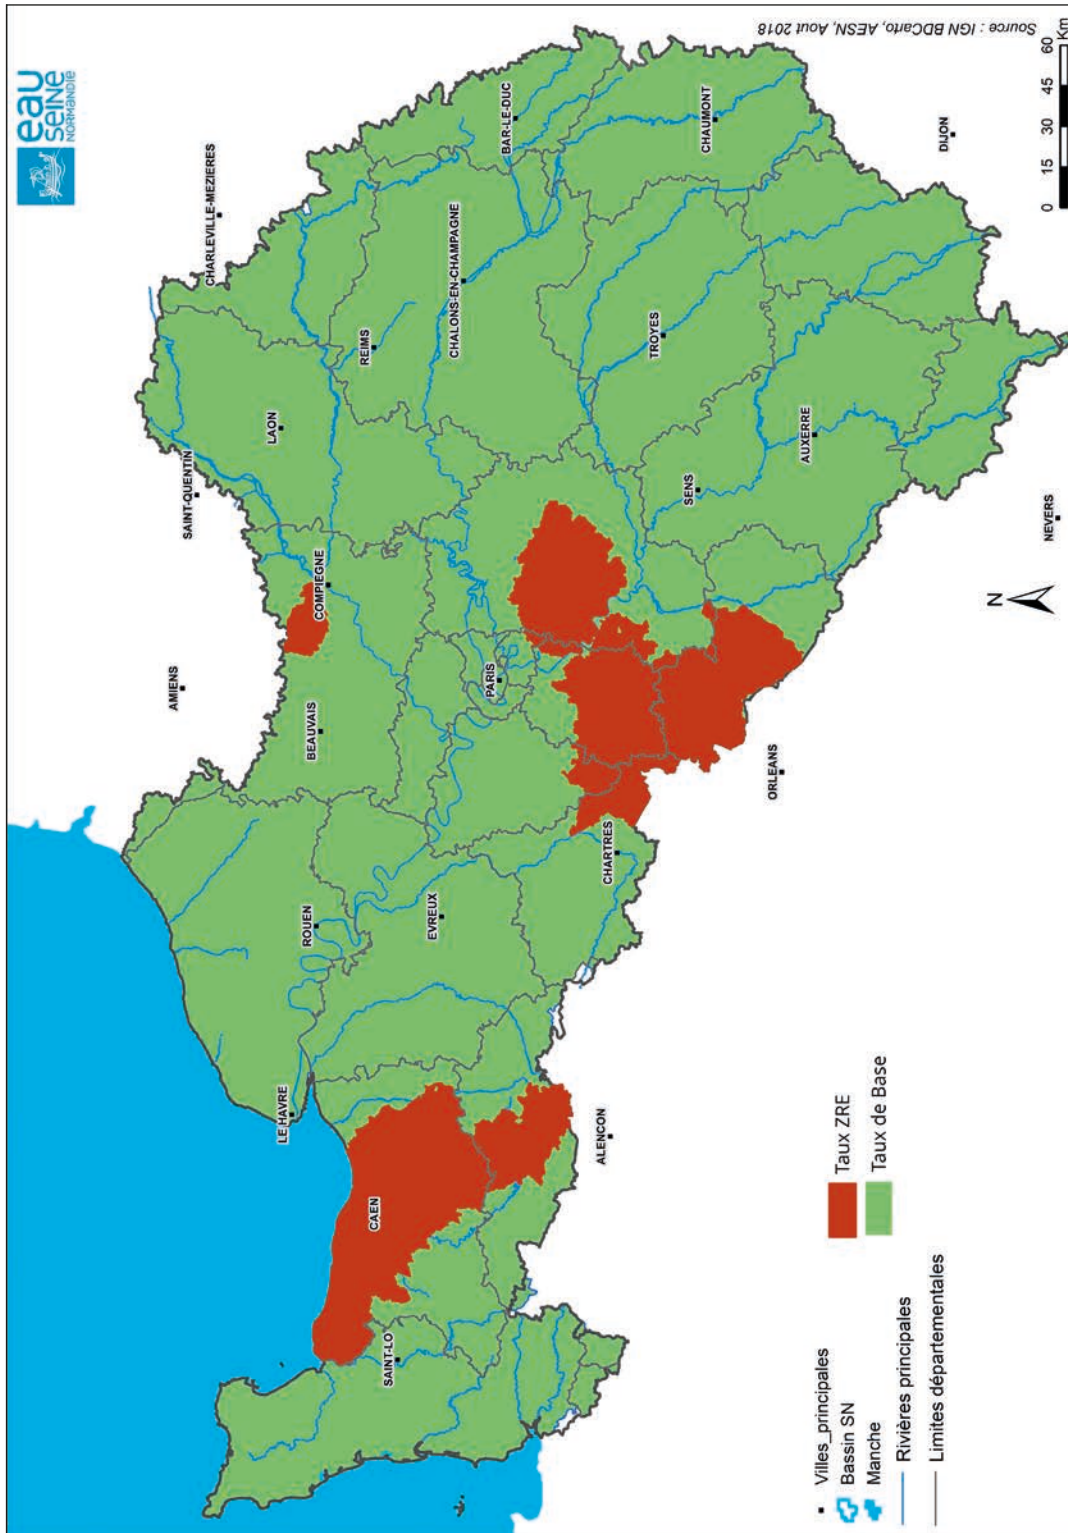 eau
SEINE
NORMANDIE
CHARLEVILLE-MEZIERES
SAINT-QUENTIN
AMIENS
LAON
COMPIEGNE
BEAUVAIS
ROUEN
LE HAVRE
REIMS
CHALONS-EN-CHAMPAGNE
BAR-LE-DUC
PARIS
EVREUX
CAEN
SAINT-LO
CHARTRES
ALENCON
TROYES
CHAUMONT
SENS
AUXERRE
ORLEANS
DIJON
NEVERS
N
Villes_principales
Bassin SN
Manche
Rivières principales
Limites départementales
Taux ZRE
Taux de Base
0 15 30 45 60
Km
Source : IGN BDCarto, AESN, Aout 2018